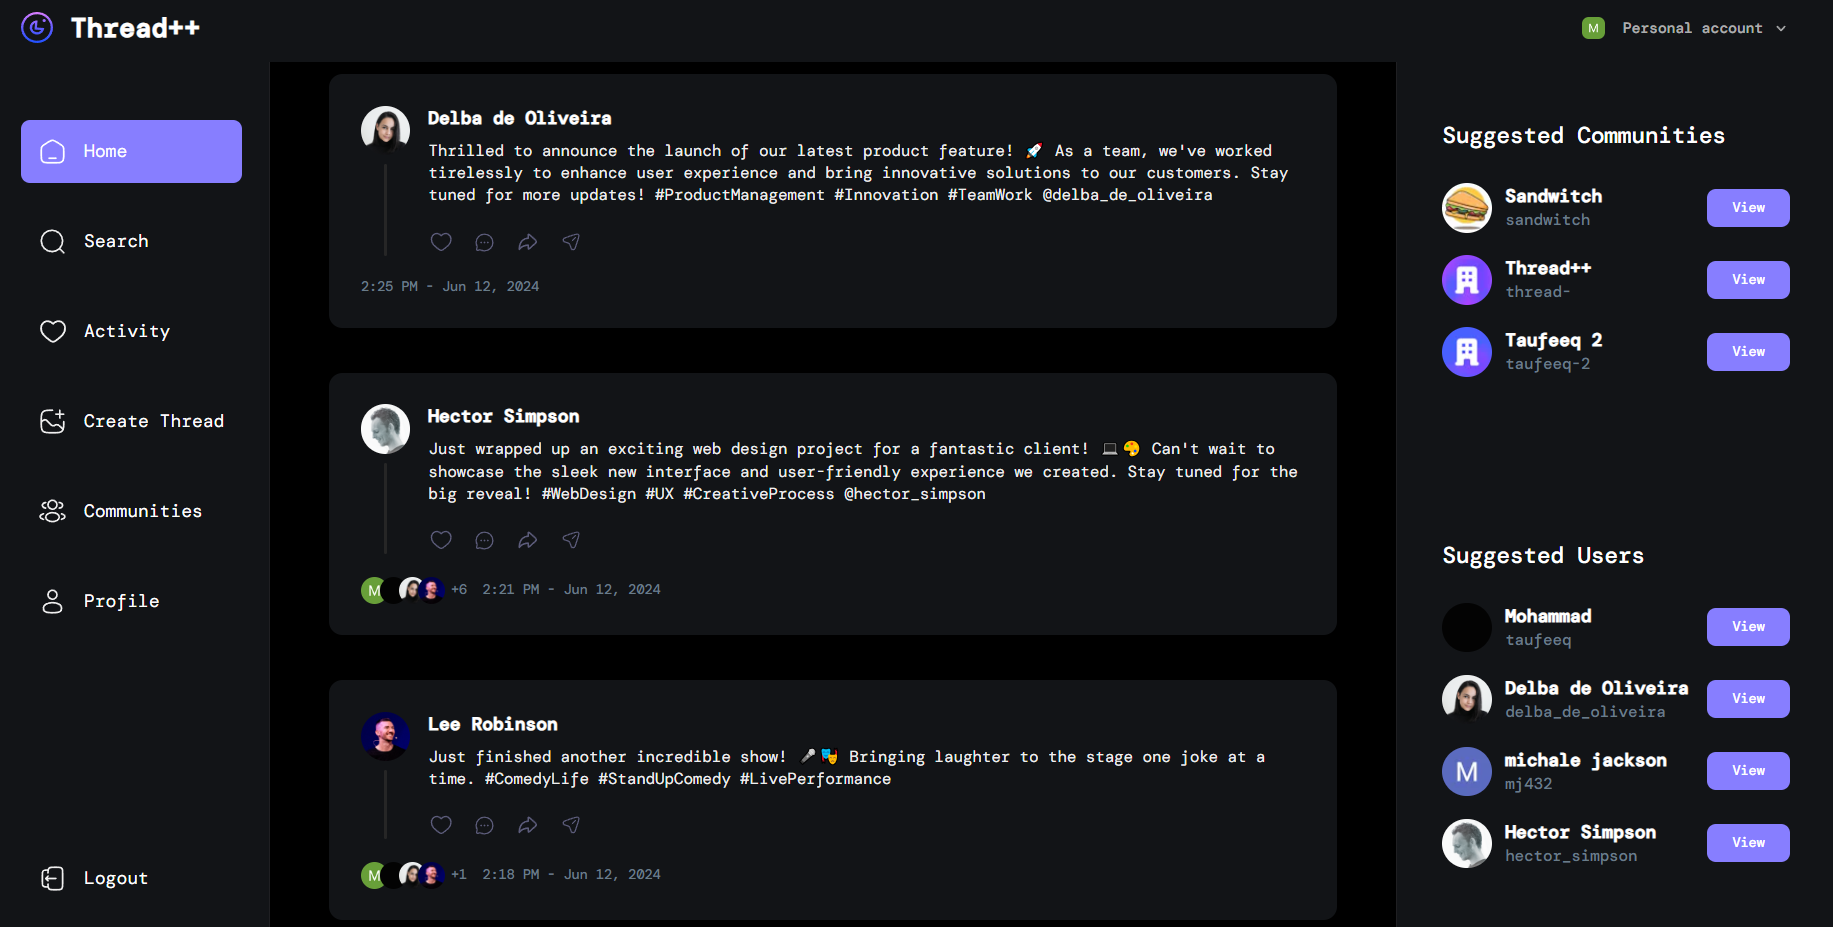 Thread++
M Personal account
Home
Search
Activity
Create Thread
Communities
Profile
Logout
Delba de Oliveira
Thrilled to announce the launch of our latest product feature! 🚀 As a team, we've worked
tirelessly to enhance user experience and bring innovative solutions to our customers. Stay
tuned for more updates! #ProductManagement #Innovation #TeamWork @delba_de_oliveira
2:25 PM - Jun 12, 2024
Hector Simpson
Just wrapped up an exciting web design project for a fantastic client! 💻🎨 Can't wait to
showcase the sleek new interface and user-friendly experience we created. Stay tuned for the
big reveal! #WebDesign #UX #CreativeProcess @hector_simpson
M +6 2:21 PM - Jun 12, 2024
Lee Robinson
Just finished another incredible show! 🎤🎭 Bringing laughter to the stage one joke at a
time. #ComedyLife #StandUpComedy #LivePerformance
M +1 2:18 PM - Jun 12, 2024
Suggested Communities
Sandwitch
sandwitch
View
Thread++
thread-
View
Taufeeq 2
taufeeq-2
View
Suggested Users
Mohammad
taufeeq
View
Delba de Oliveira
delba_de_oliveira
View
M
michale jackson
mj432
View
Hector Simpson
hector_simpson
View